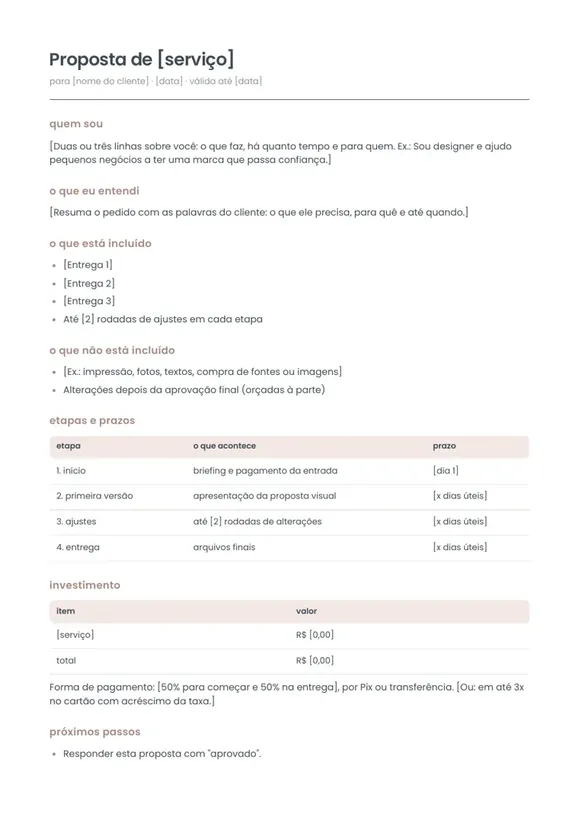 Proposta de [serviço]
para [nome do cliente] · [data] · válida até [data]
quem sou
[Duas ou três linhas sobre você: o que faz, há quanto tempo e para quem. Ex.: Sou designer e ajudo
pequenos negócios a ter uma marca que passa confiança.]
o que eu entendi
[Resuma o pedido com as palavras do cliente: o que ele precisa, para quê e até quando.]
o que está incluído
• [Entrega 1]
• [Entrega 2]
• [Entrega 3]
• Até [2] rodadas de ajustes em cada etapa
o que não está incluído
• [Ex.: impressão, fotos, textos, compra de fontes ou imagens]
• Alterações depois da aprovação final (orçadas à parte)
etapas e prazos
etapa o que acontece prazo
1. início briefing e pagamento da entrada [dia 1]
2. primeira versão apresentação da proposta visual [x dias úteis]
3. ajustes até [2] rodadas de alterações [x dias úteis]
4. entrega arquivos finais [x dias úteis]
investimento
item valor
[serviço] R$ [0,00]
total R$ [0,00]
Forma de pagamento: [50% para começar e 50% na entrega], por Pix ou transferência. [Ou: em até 3x
no cartão com acréscimo da taxa.]
próximos passos
• Responder esta proposta com "aprovado".